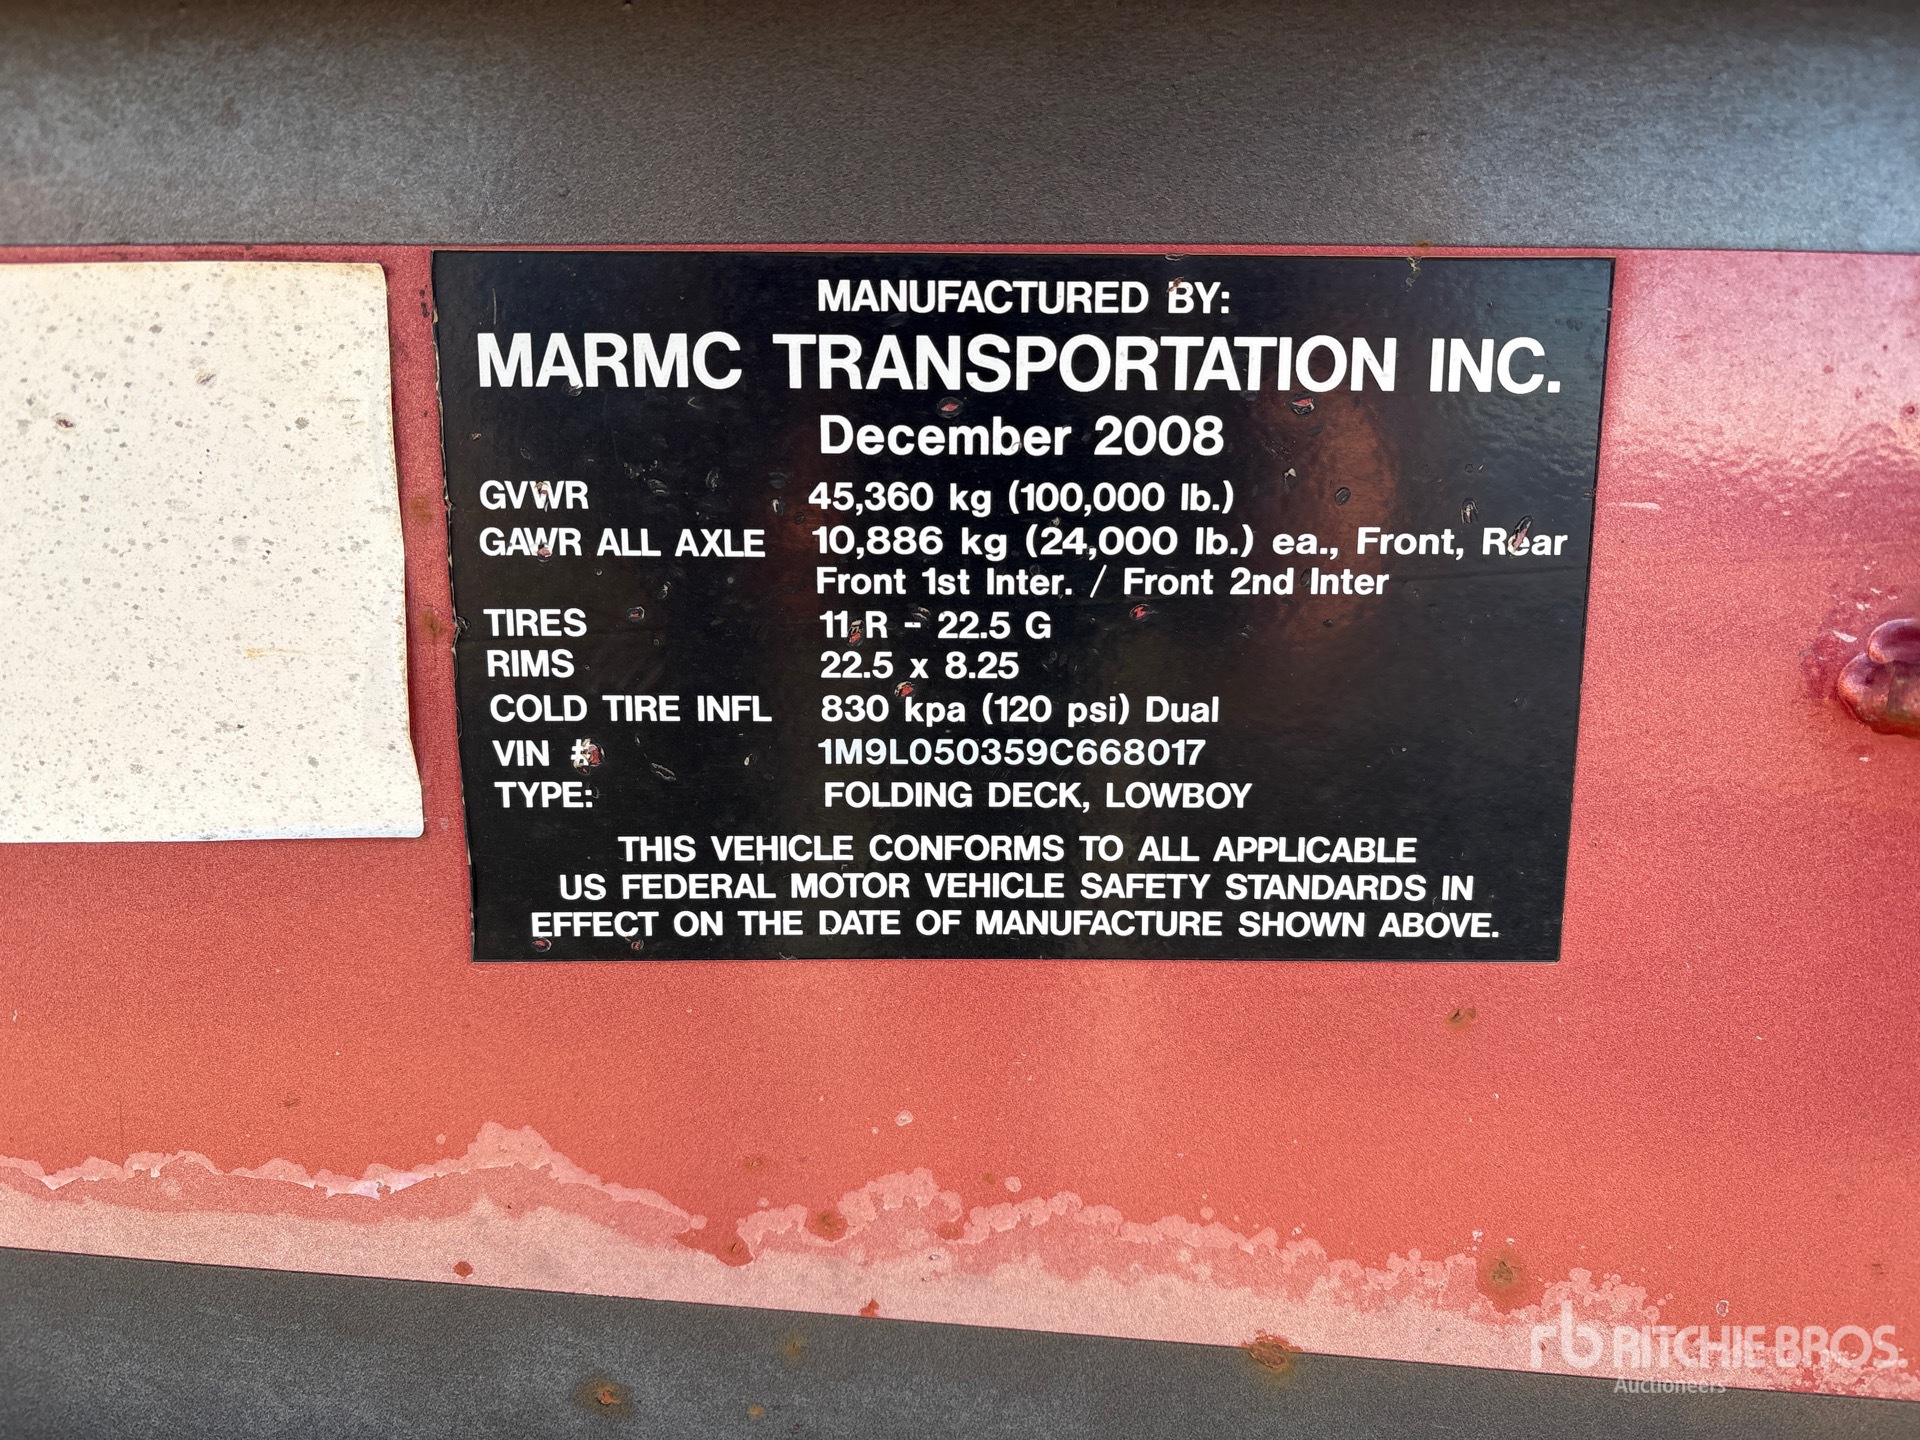 MANUFACTURED BY:
MARMC TRANSPORTATION INC.
December 2008
GVWR 45,360 kg (100,000 lb.)
GAWR ALL AXLE 10,886 kg (24,000 lb.) ea., Front, Rear
Front 1st Inter. / Front 2nd Inter
TIRES 11 R - 22.5 G
RIMS 22.5 x 8.25
COLD TIRE INFL 830 kpa (120 psi) Dual
VIN # 1M9L050359C668017
TYPE: FOLDING DECK, LOWBOY
THIS VEHICLE CONFORMS TO ALL APPLICABLE
US FEDERAL MOTOR VEHICLE SAFETY STANDARDS IN
EFFECT ON THE DATE OF MANUFACTURE SHOWN ABOVE.
rb RITCHIE BROS.
Auctioneers